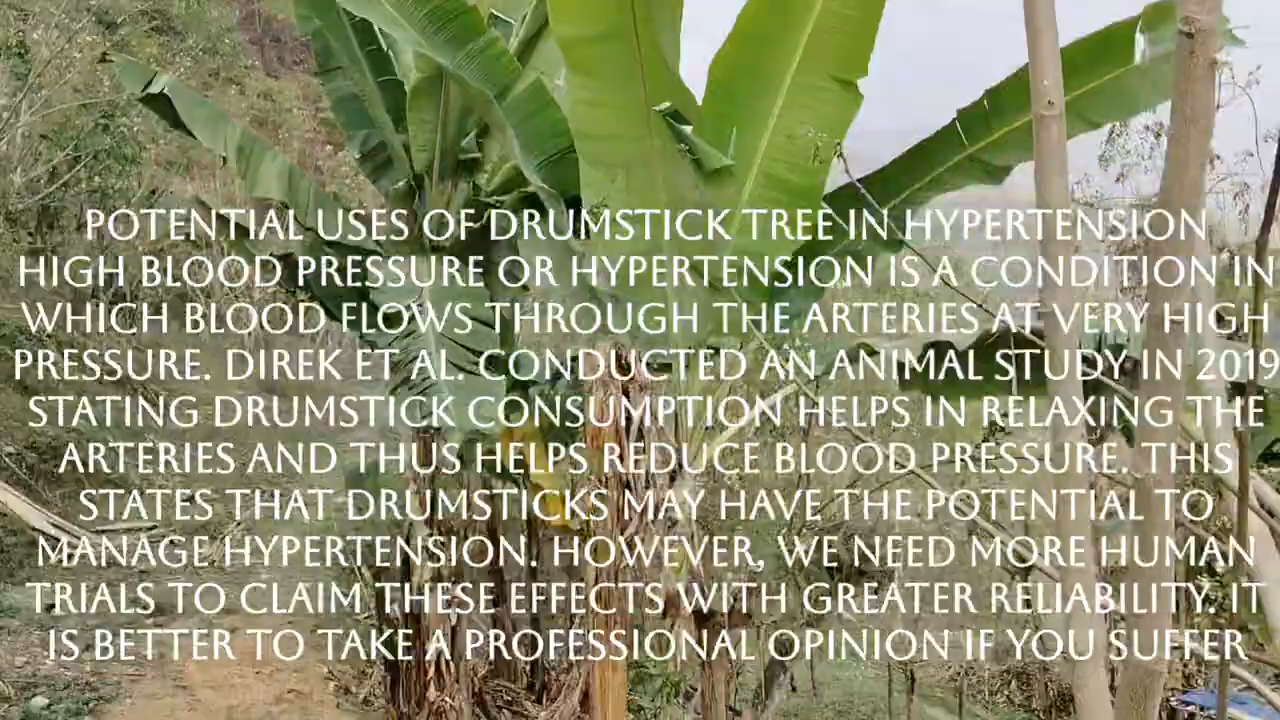 POTENTIAL USES OF DRUMSTICK TREE IN HYPERTENSION
HIGH BLOOD PRESSURE OR HYPERTENSION IS A CONDITION IN
WHICH BLOOD FLOWS THROUGH THE ARTERIES AT VERY HIGH
PRESSURE. DIREK ET AL. CONDUCTED AN ANIMAL STUDY IN 2019
STATING DRUMSTICK CONSUMPTION HELPS IN RELAXING THE
ARTERIES AND THUS HELPS REDUCE BLOOD PRESSURE. THIS
STATES THAT DRUMSTICKS MAY HAVE THE POTENTIAL TO
MANAGE HYPERTENSION. HOWEVER, WE NEED MORE HUMAN
TRIALS TO CLAIM THESE EFFECTS WITH GREATER RELIABILITY. IT
IS BETTER TO TAKE A PROFESSIONAL OPINION IF YOU SUFFER